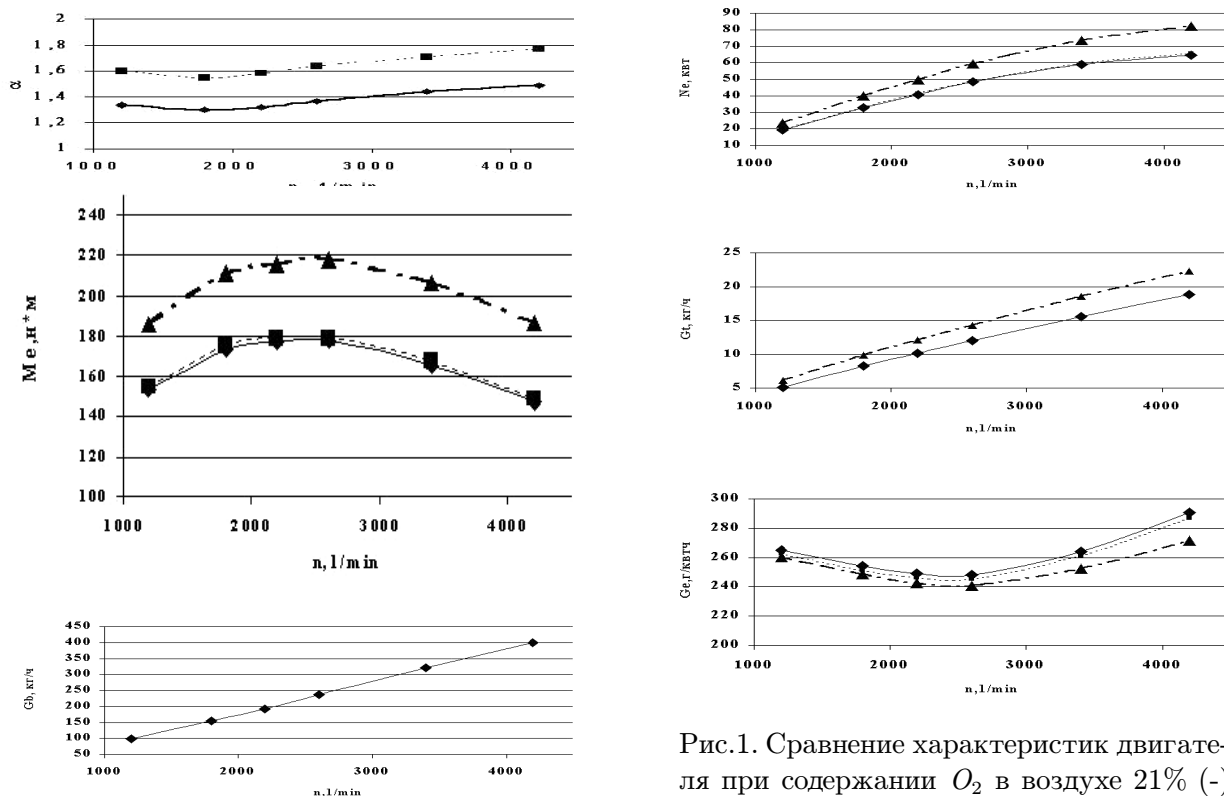 2
1,8
1,6
1,4
1,2
1
α
1000 2000 3000 4000
n, 1/min
240
220
200
180
160
140
120
100
Me,н*м
1000 2000 3000 4000
n, 1/min
450
400
350
300
250
200
150
100
50
Gb, кг/ч
1000 2000 3000 4000
n, 1/min
90
80
70
60
50
40
30
20
10
Ne, квт
1000 2000 3000 4000
n, 1/min
25
20
15
10
5
Gt, кг/ч
1000 2000 3000 4000
n, 1/min
300
280
260
240
220
200
Ge,г/квтч
1000 2000 3000 4000
n, 1/min
Рис.1. Сравнение характеристик двигате-
ля при содержании O₂ в воздухе 21% (-)